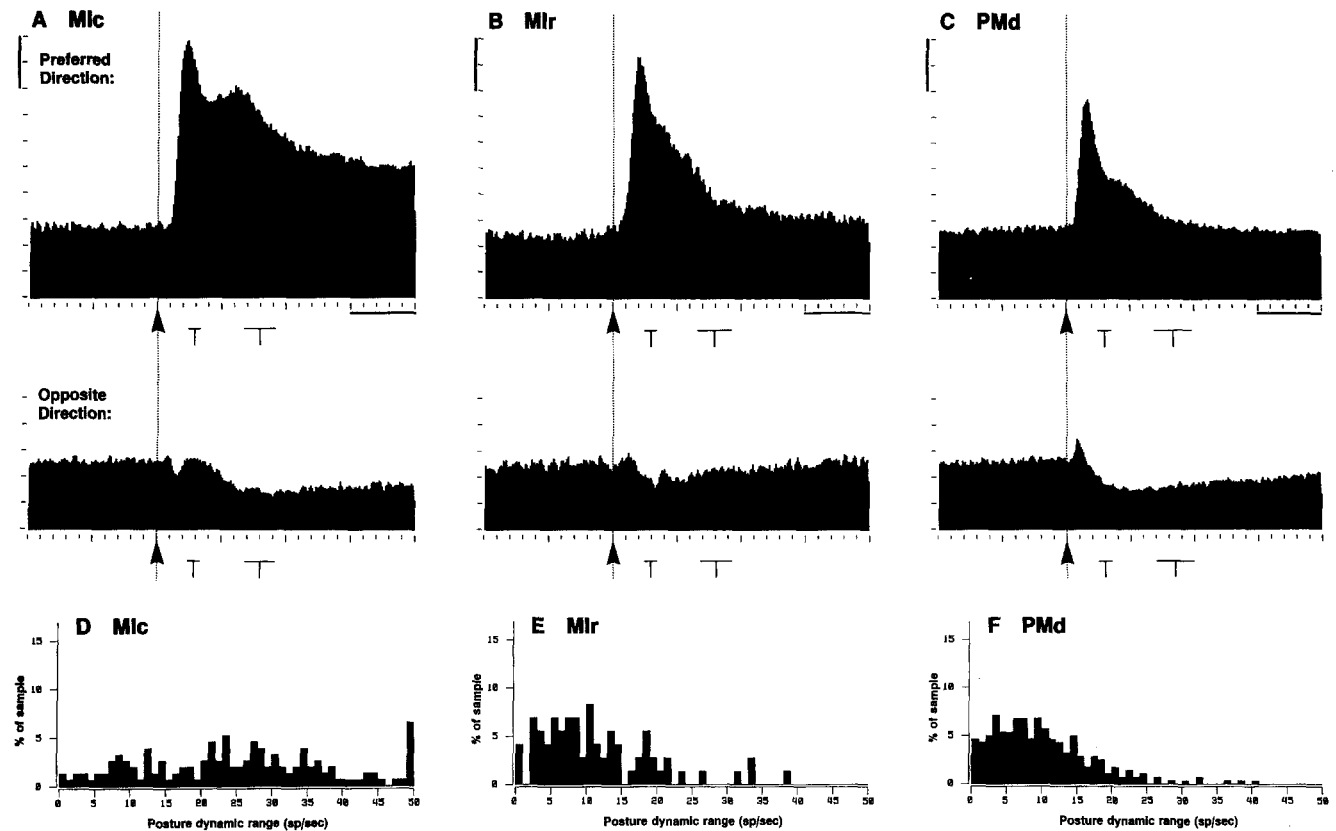 A MIc
Preferred
Direction:
B MIr
C PMd
Opposite
Direction:
D MIc
15
10
5
0
% of sample
0 5 10 15 20 25 30 35 40 45 50
Posture dynamic range (sp/sec)
E MIr
15
10
5
0
% of sample
0 5 10 15 20 25 30 35 40 45 50
Posture dynamic range (sp/sec)
F PMd
15
10
5
0
% of sample
0 5 10 15 20 25 30 35 40 45 50
Posture dynamic range (sp/sec)